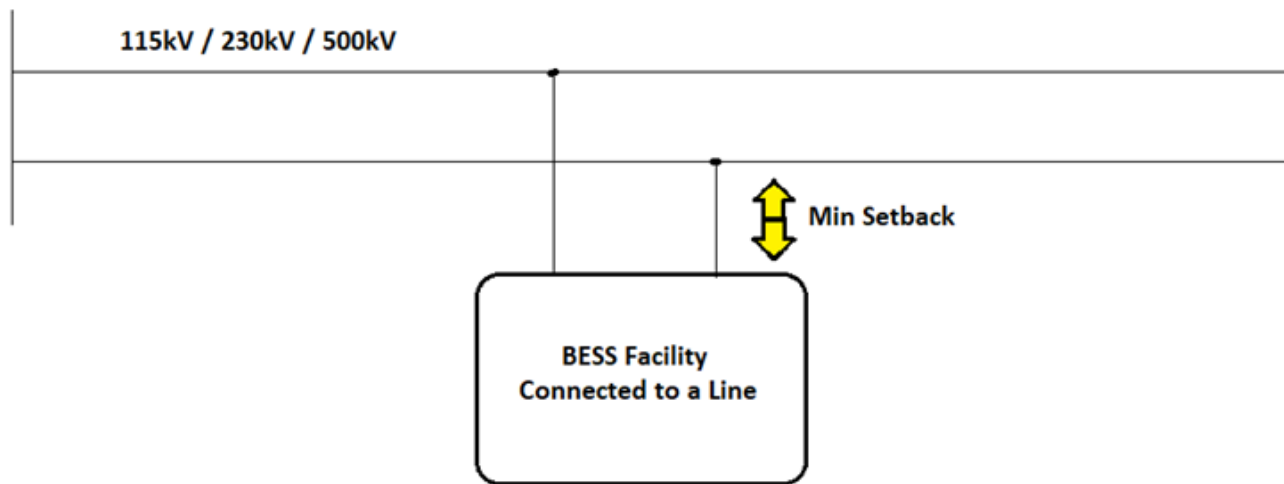 115kV / 230kV / 500kV
Min Setback
BESS Facility
Connected to a Line